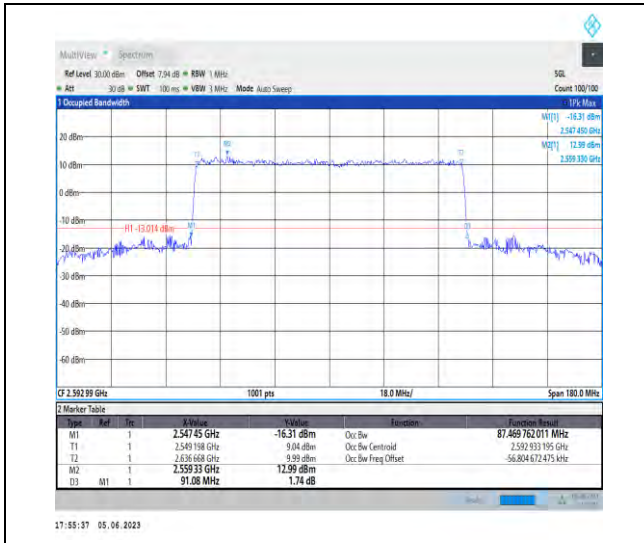 MultiView Spectrum
Ref Level 30.00 dBm Offset 7.94 dB RBW 1 MHz SGL
Att 30 dB SWT 100 ms VBW 3 MHz Mode Auto Sweep Count 100/100
1 Occupied Bandwidth 1Pk Max
M1[1] -16.31 dBm
2.547 450 GHz
M2[1] 12.99 dBm
2.559 330 GHz
20 dBm
M2
T1
T2
10 dBm
0 dBm
-10 dBm
H1 -13.014 dBm
M1
D3
-20 dBm
-30 dBm
-40 dBm
-50 dBm
-60 dBm
CF 2.592 99 GHz 1001 pts 18.0 MHz/ Span 180.0 MHz
2 Marker Table
Type Ref Trc X-Value Y-Value Function Function Result
M1 1 2.547 45 GHz -16.31 dBm Occ Bw 87.469 762 011 MHz
T1 1 2.549 158 GHz 9.04 dBm Occ Bw Centroid 2.592 933 195 GHz
T2 1 2.636 668 GHz 9.99 dBm Occ Bw Freq Offset -56.804 672 475 kHz
M2 1 2.559 33 GHz 12.99 dBm
D3 M1 1 91.08 MHz 1.74 dB
17:55:37 05.06.2023